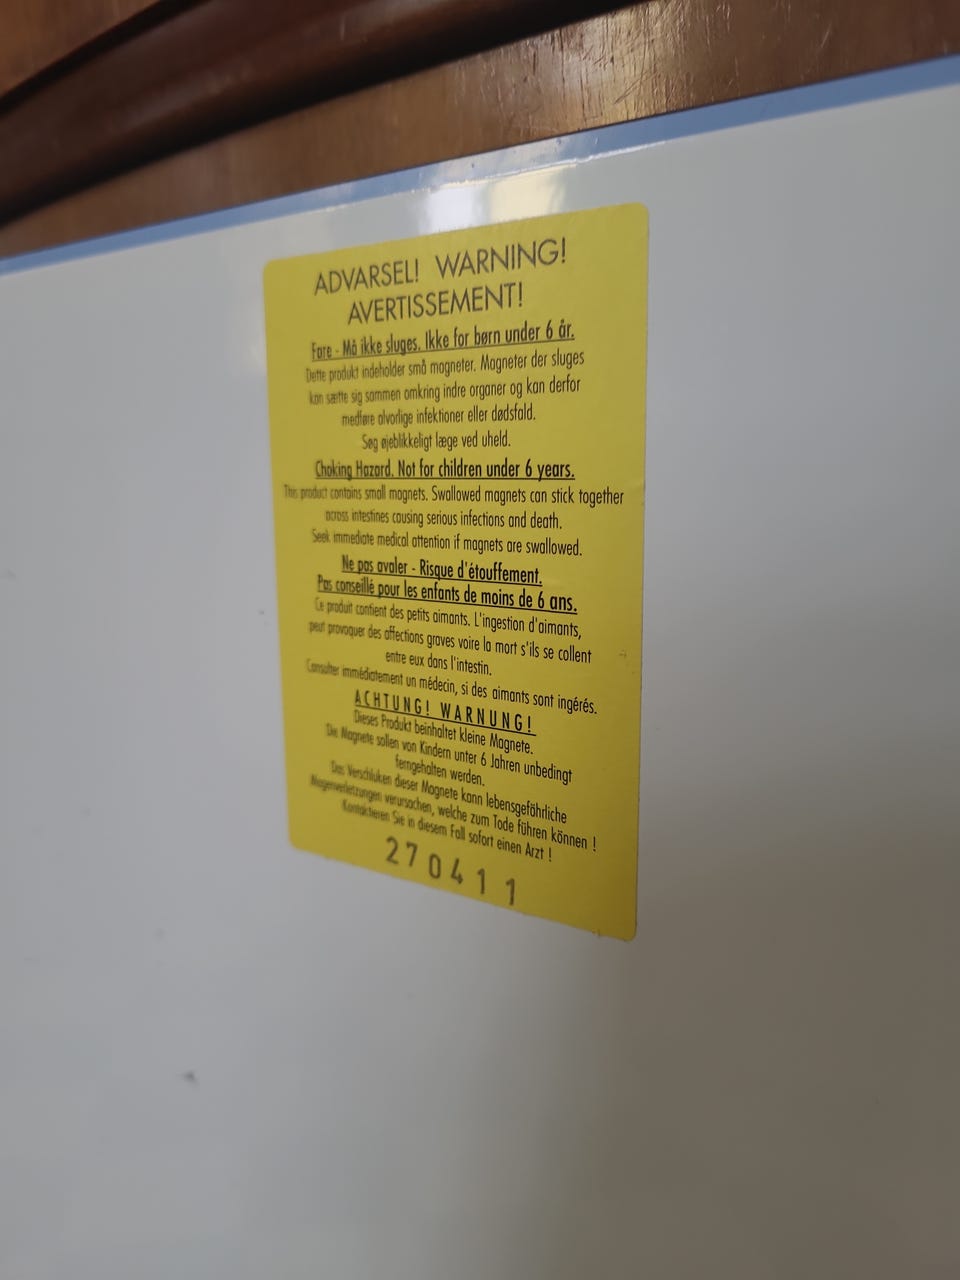 ADVARSEL! WARNING!
AVERTISSEMENT!
Fare - Må ikke sluges. Ikke for børn under 6 år.
Dette produkt indeholder små magneter. Magneter der sluges
kan sætte sig sammen omkring indre organer og kan derfor
medføre alvorlige infektioner eller dødsfald.
Søg øjeblikkeligt læge ved uheld.
Choking Hazard. Not for children under 6 years.
This product contains small magnets. Swallowed magnets can stick together
across intestines causing serious infections and death.
Seek immediate medical attention if magnets are swallowed.
Ne pas avaler - Risque d'étouffement.
Pas conseillé pour les enfants de moins de 6 ans.
Ce produit contient des petits aimants. L'ingestion d'aimants,
peut provoquer des affections graves voire la mort s'ils se collent
entre eux dans l'intestin.
Consulter immédiatement un médecin, si des aimants sont ingérés.
ACHTUNG! WARNUNG!
Dieses Produkt beinhaltet kleine Magnete.
Die Magnete sollen von Kindern unter 6 Jahren unbedingt
ferngehalten werden.
Das Verschluken dieser Magnete kann lebensgefährliche
Magenverletzungen verursachen, welche zum Tode führen können !
Kontaktieren Sie in diesem Fall sofort einen Arzt !
270411